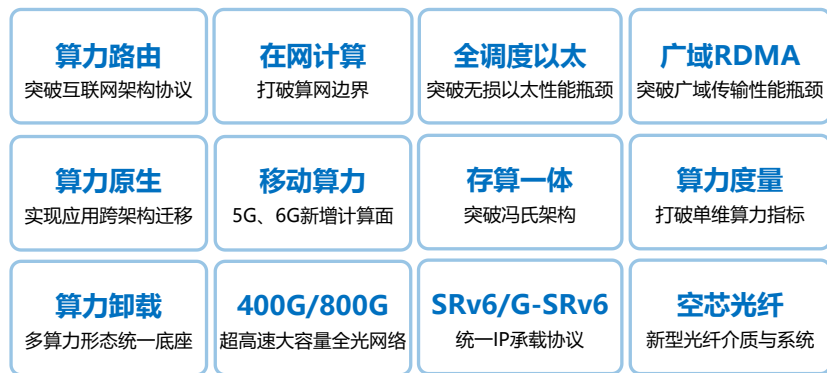 算力路由
突破互联网架构协议
在网计算
打破算网边界
全调度以太
突破无损以太性能瓶颈
广域RDMA
突破广域传输性能瓶颈
算力原生
实现应用跨架构迁移
移动算力
5G、6G新增计算面
存算一体
突破冯氏架构
算力度量
打破单维算力指标
算力卸载
多算力形态统一底座
400G/800G
超高速大容量全光网络
SRv6/G-SRv6
统一IP承载协议
空芯光纤
新型光纤介质与系统